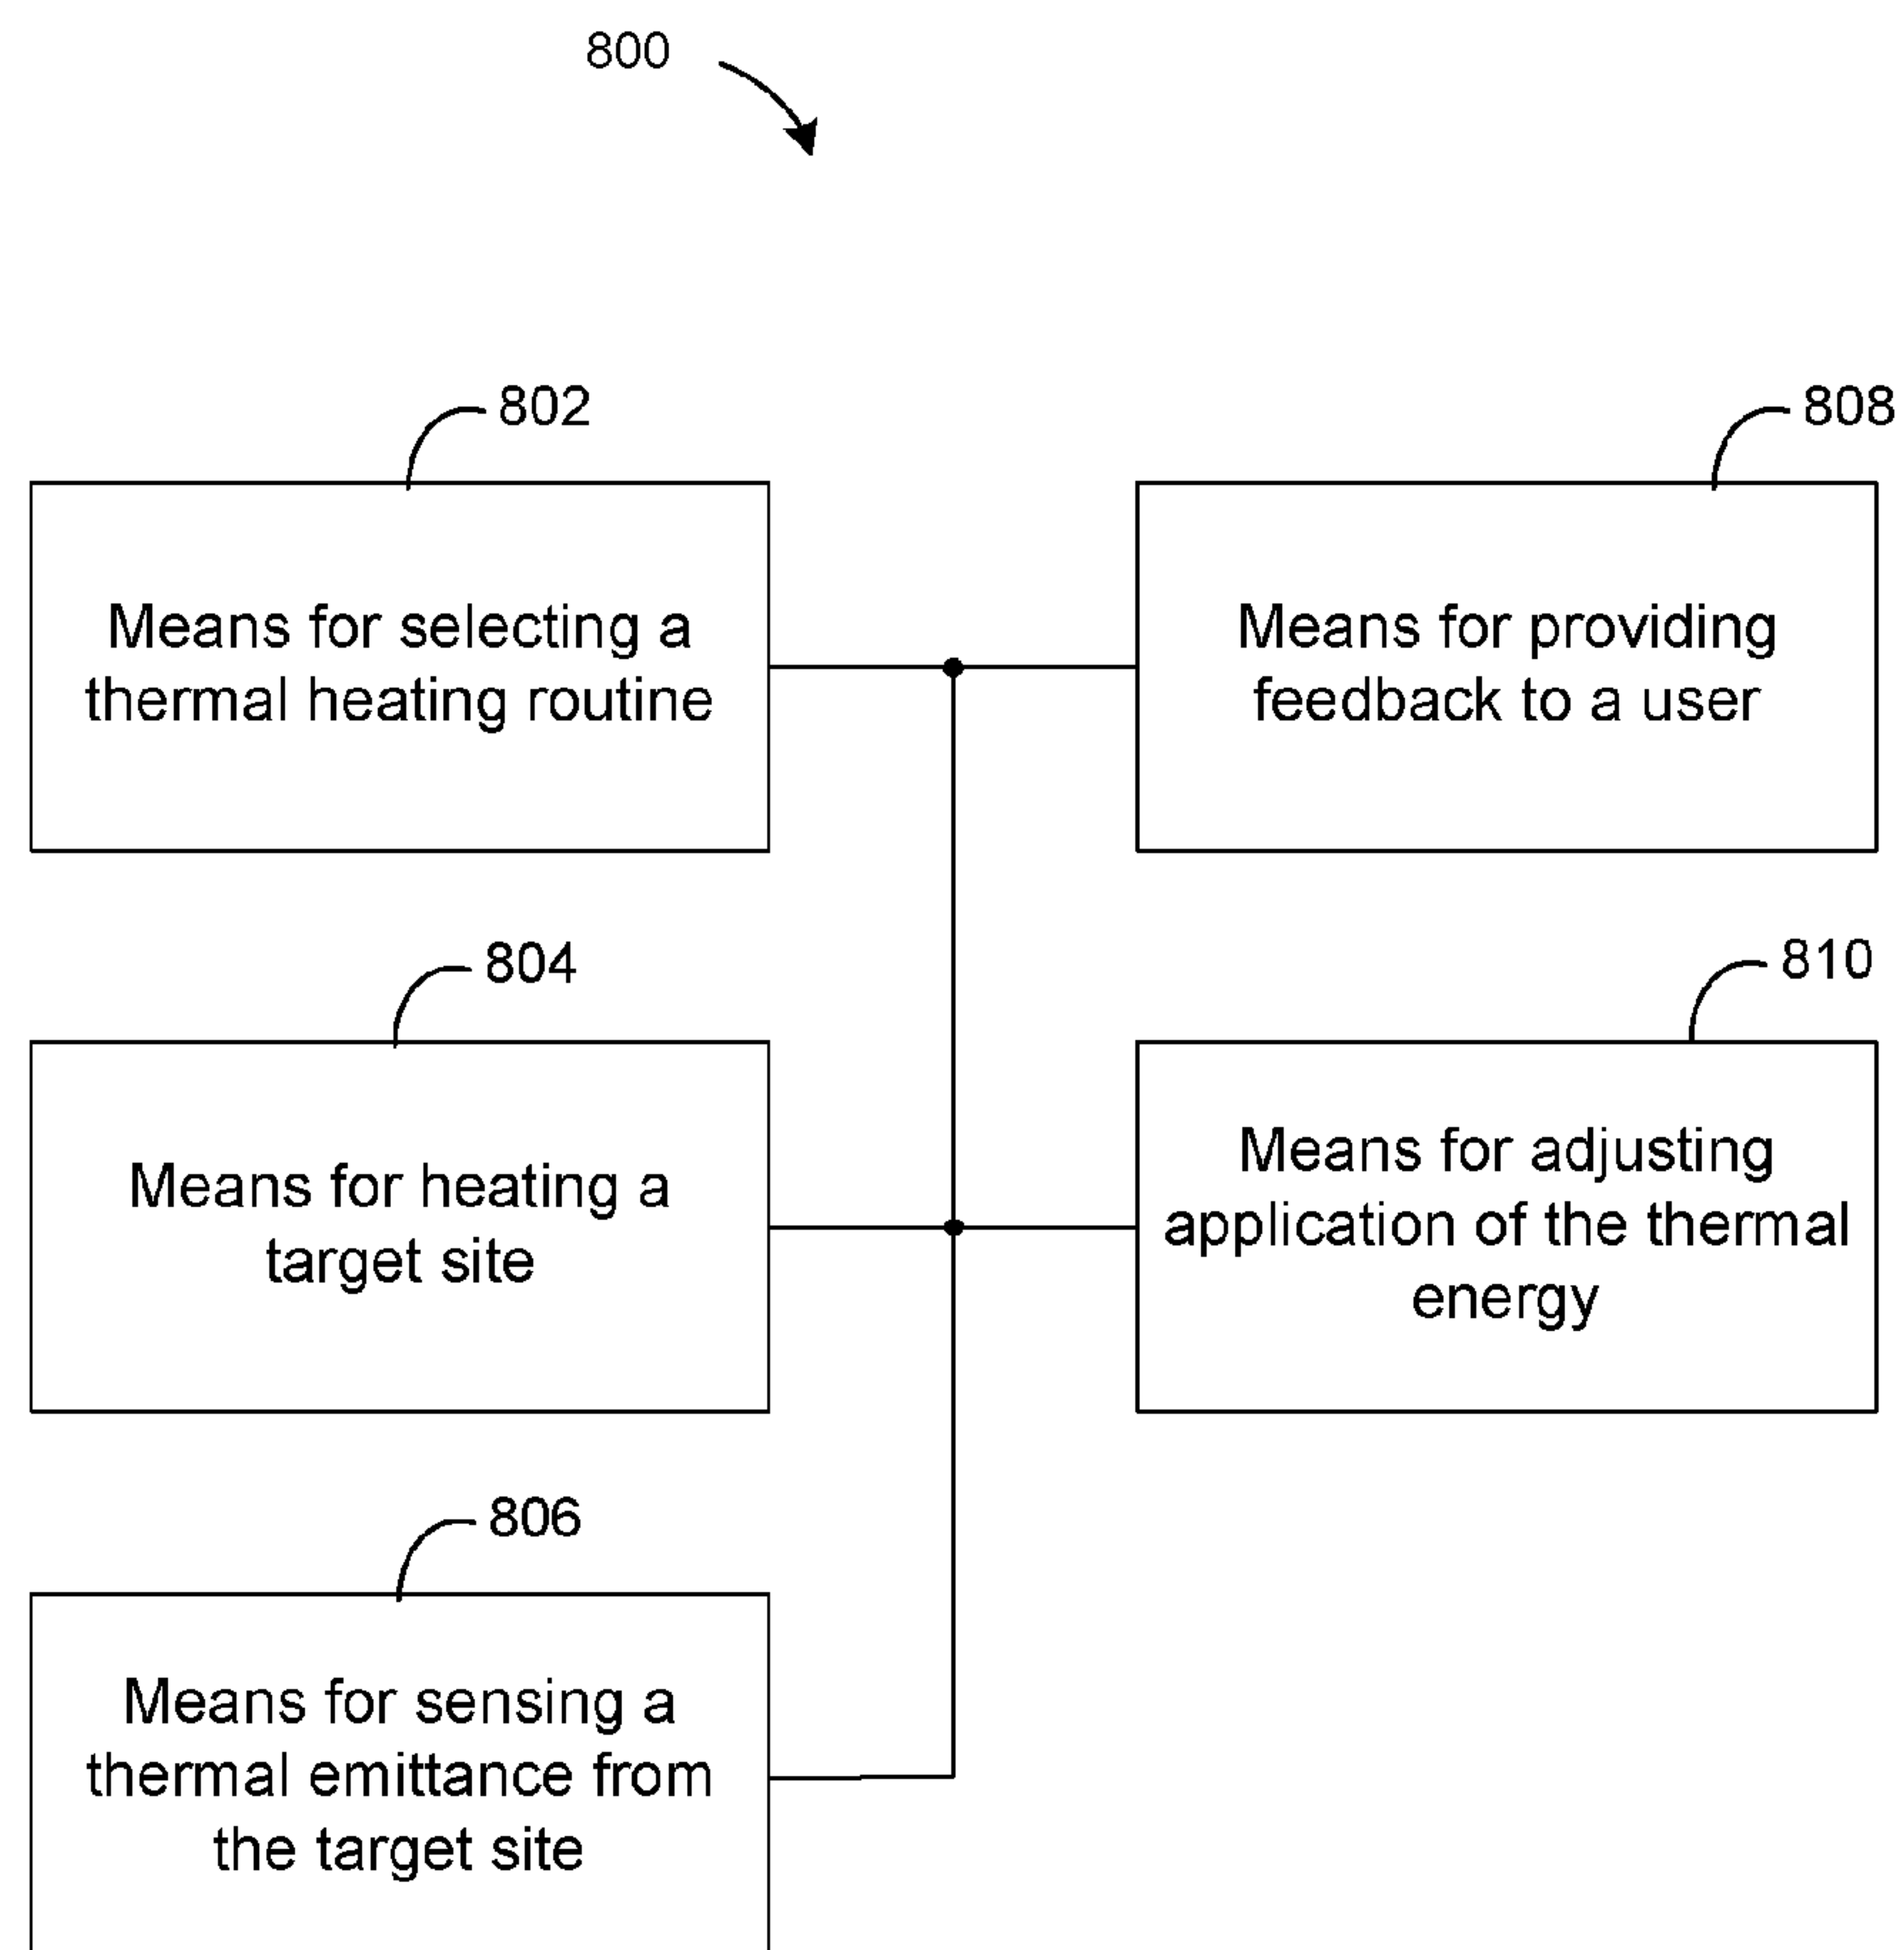 800
802
Means for selecting a
thermal heating routine
808
Means for providing
feedback to a user
804
Means for heating a
target site
810
Means for adjusting
application of the thermal
energy
806
Means for sensing a
thermal emittance from
the target site